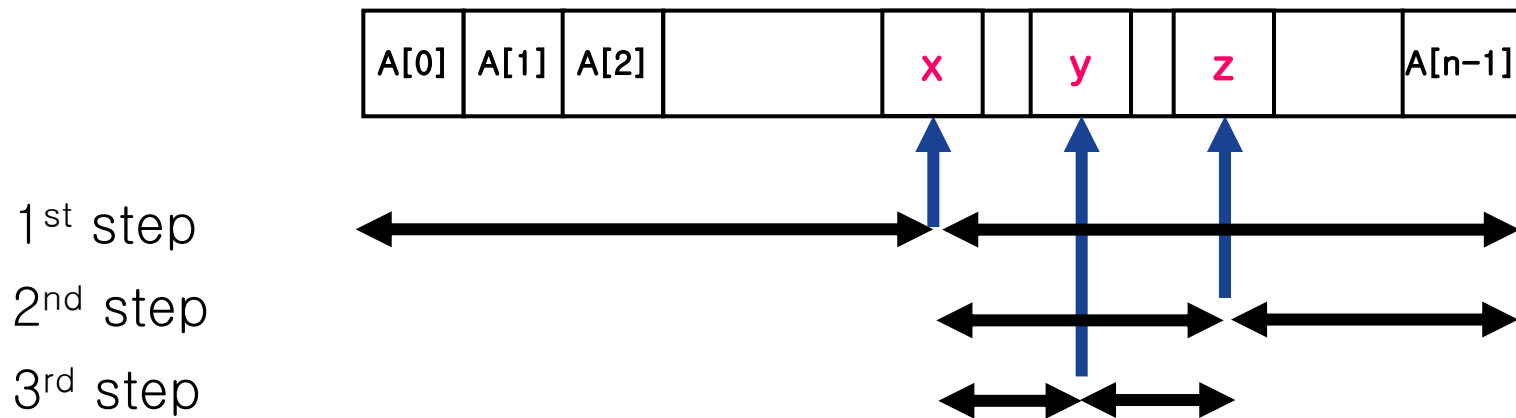 A[0] A[1] A[2] x y z A[n-1]
1st step
2nd step
3rd step